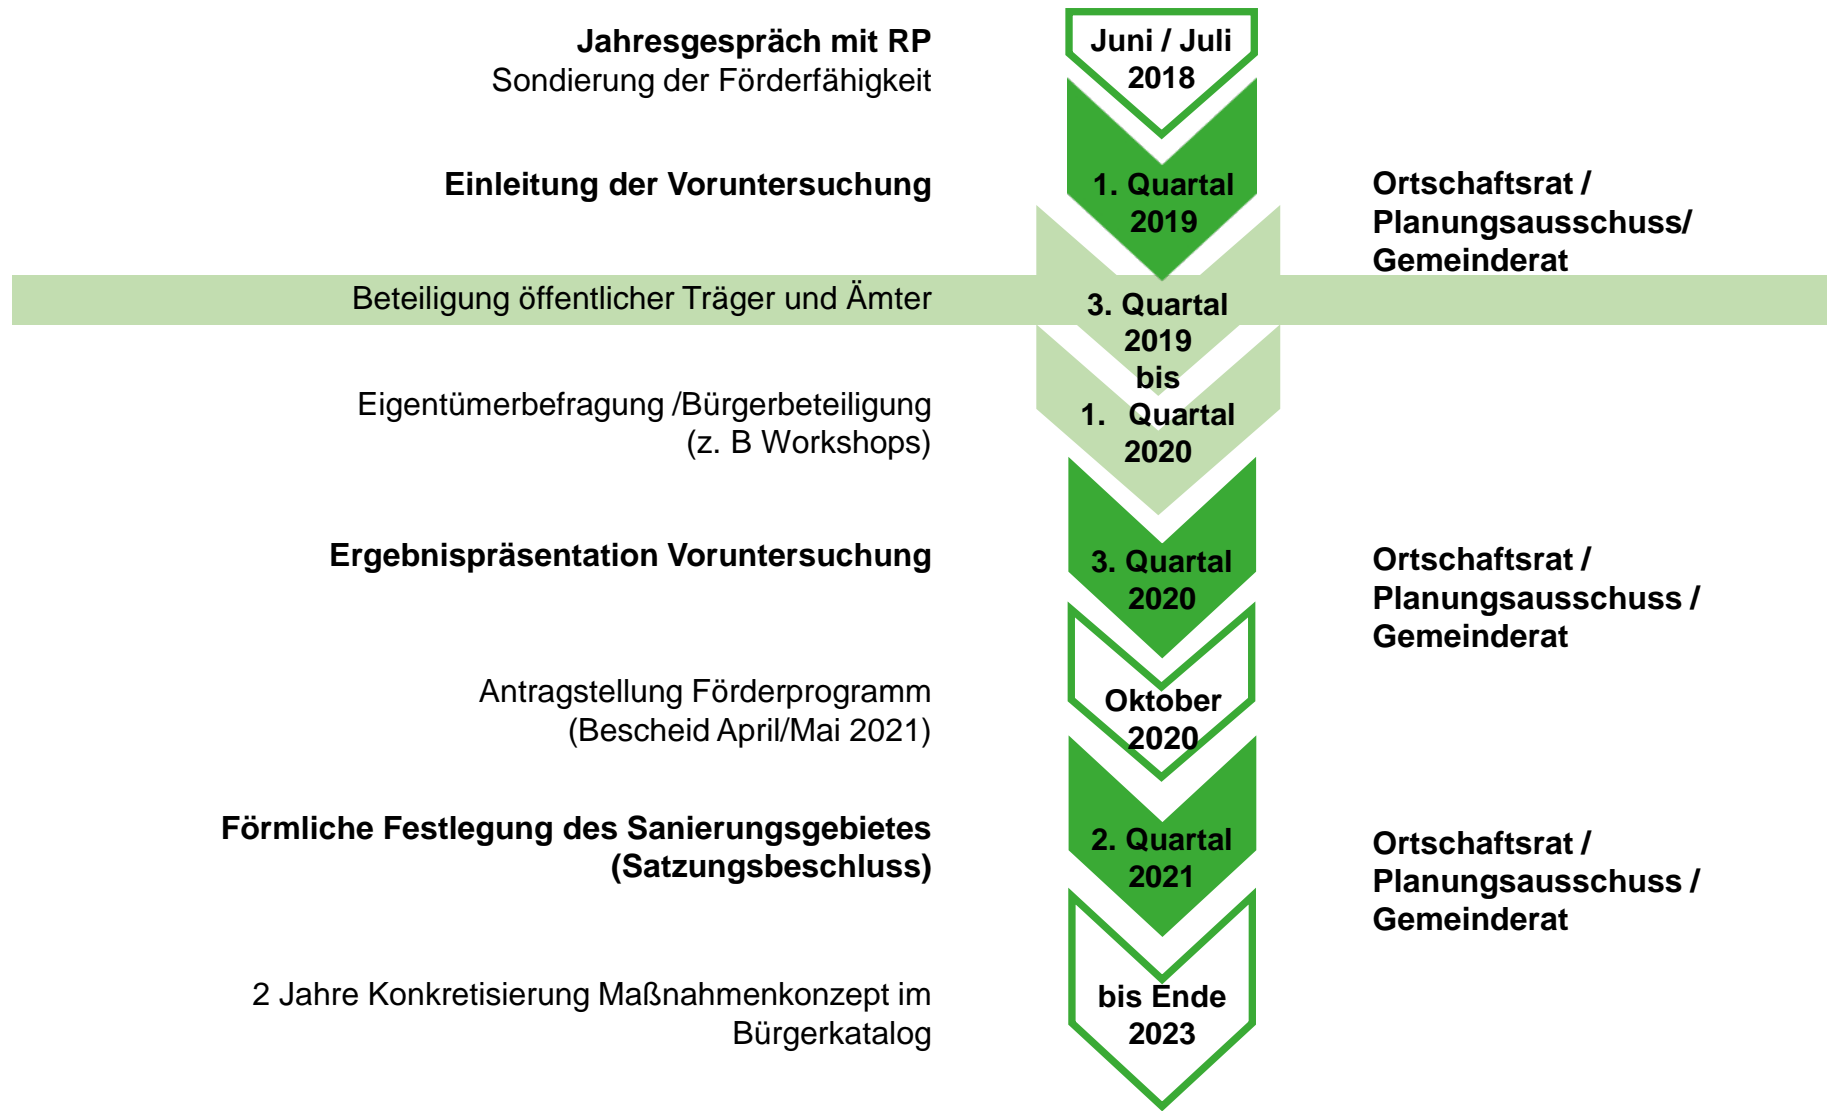 Jahresgespräch mit RP
Sondierung der Förderfähigkeit
Juni / Juli
2018
Einleitung der Voruntersuchung
1. Quartal
2019
Ortschaftsrat /
Planungsausschuss/
Gemeinderat
Beteiligung öffentlicher Träger und Ämter
3. Quartal
2019
bis
1. Quartal
2020
Eigentümerbefragung /Bürgerbeteiligung
(z. B Workshops)
Ergebnispräsentation Voruntersuchung
3. Quartal
2020
Ortschaftsrat /
Planungsausschuss /
Gemeinderat
Antragstellung Förderprogramm
(Bescheid April/Mai 2021)
Oktober
2020
Förmliche Festlegung des Sanierungsgebietes
(Satzungsbeschluss)
2. Quartal
2021
Ortschaftsrat /
Planungsausschuss /
Gemeinderat
2 Jahre Konkretisierung Maßnahmenkonzept im
Bürgerkatalog
bis Ende
2023